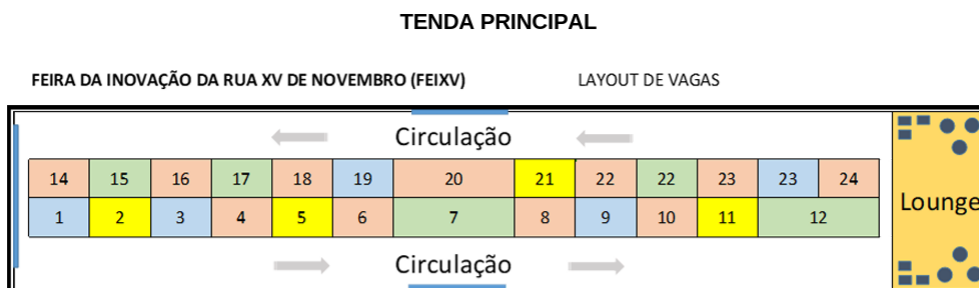 TENDA PRINCIPAL
FEIRA DA INOVAÇÃO DA RUA XV DE NOVEMBRO (FEIXV) LAYOUT DE VAGAS
Circulação
14 15 16 17 18 19 20 21 22 22 23 23 24
1 2 3 4 5 6 7 8 9 10 11 12
Lounge
Circulação